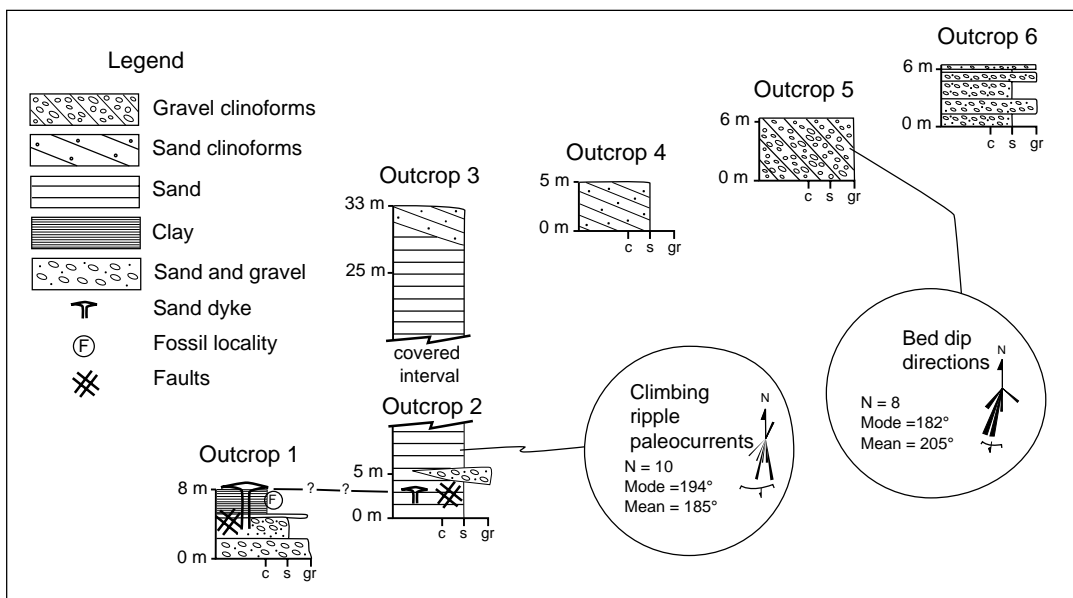 Legend
Gravel clinoforms
Sand clinoforms
Sand
Clay
Sand and gravel
Sand dyke
F
Fossil locality
Faults
Outcrop 1
8 m
0 m
c s gr
F
? ?
Outcrop 2
5 m
0 m
c s gr
Outcrop 3
33 m
25 m
covered
interval
Outcrop 4
5 m
0 m
c s gr
Outcrop 5
6 m
0 m
c s gr
Outcrop 6
6 m
0 m
c s gr
Climbing
ripple
paleocurrents
N = 10
Mode =194°
Mean = 185°
N
Bed dip
directions
N = 8
Mode =182°
Mean = 205°
N